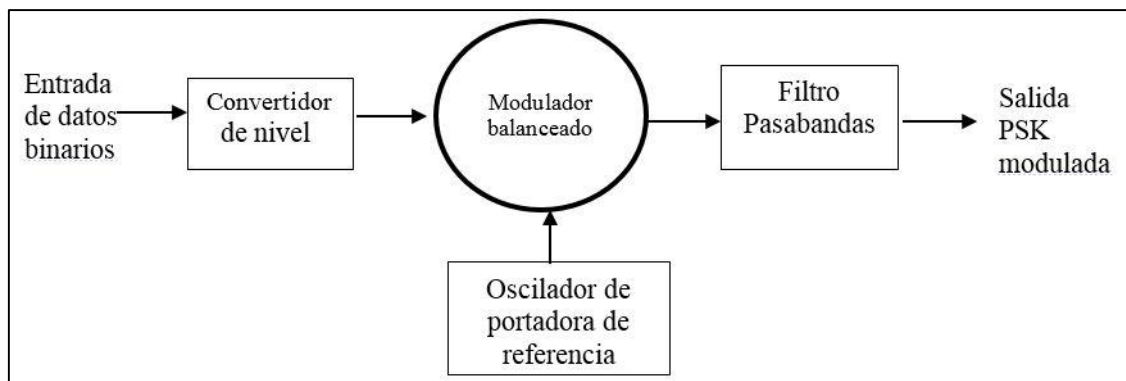 Entrada
de datos
binarios
Convertidor
de nivel
Modulador
balanceado
Filtro
Pasabandas
Salida
PSK
modulada
Oscilador de
portadora de
referencia